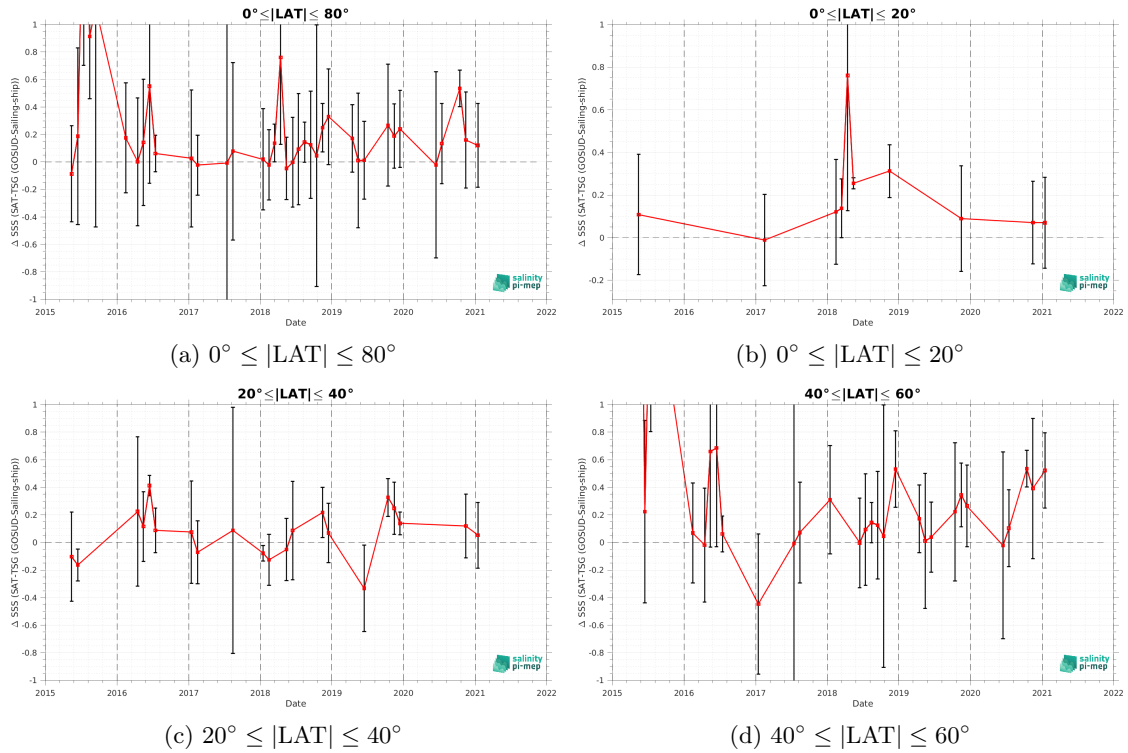 0°≤|LAT|≤ 80°
1
0.8
0.6
0.4
0.2
0
-0.2
-0.4
-0.6
-0.8
-1
Δ SSS (SAT-TSG (GOSUD-Sailing-ship))
2015 2016 2017 2018 2019 2020 2021 2022
Date
salinity
pi-mep
(a) 0° ≤ |LAT| ≤ 80°
0°≤|LAT|≤ 20°
1
0.8
0.6
0.4
0.2
0
-0.2
Δ SSS (SAT-TSG (GOSUD-Sailing-ship))
2015 2016 2017 2018 2019 2020 2021 2022
Date
salinity
pi-mep
(b) 0° ≤ |LAT| ≤ 20°
20°≤|LAT|≤ 40°
1
0.8
0.6
0.4
0.2
0
-0.2
-0.4
-0.6
-0.8
-1
Δ SSS (SAT-TSG (GOSUD-Sailing-ship))
2015 2016 2017 2018 2019 2020 2021 2022
Date
salinity
pi-mep
(c) 20° ≤ |LAT| ≤ 40°
40°≤|LAT|≤ 60°
1
0.8
0.6
0.4
0.2
0
-0.2
-0.4
-0.6
-0.8
-1
Δ SSS (SAT-TSG (GOSUD-Sailing-ship))
2015 2016 2017 2018 2019 2020 2021 2022
Date
salinity
pi-mep
(d) 40° ≤ |LAT| ≤ 60°